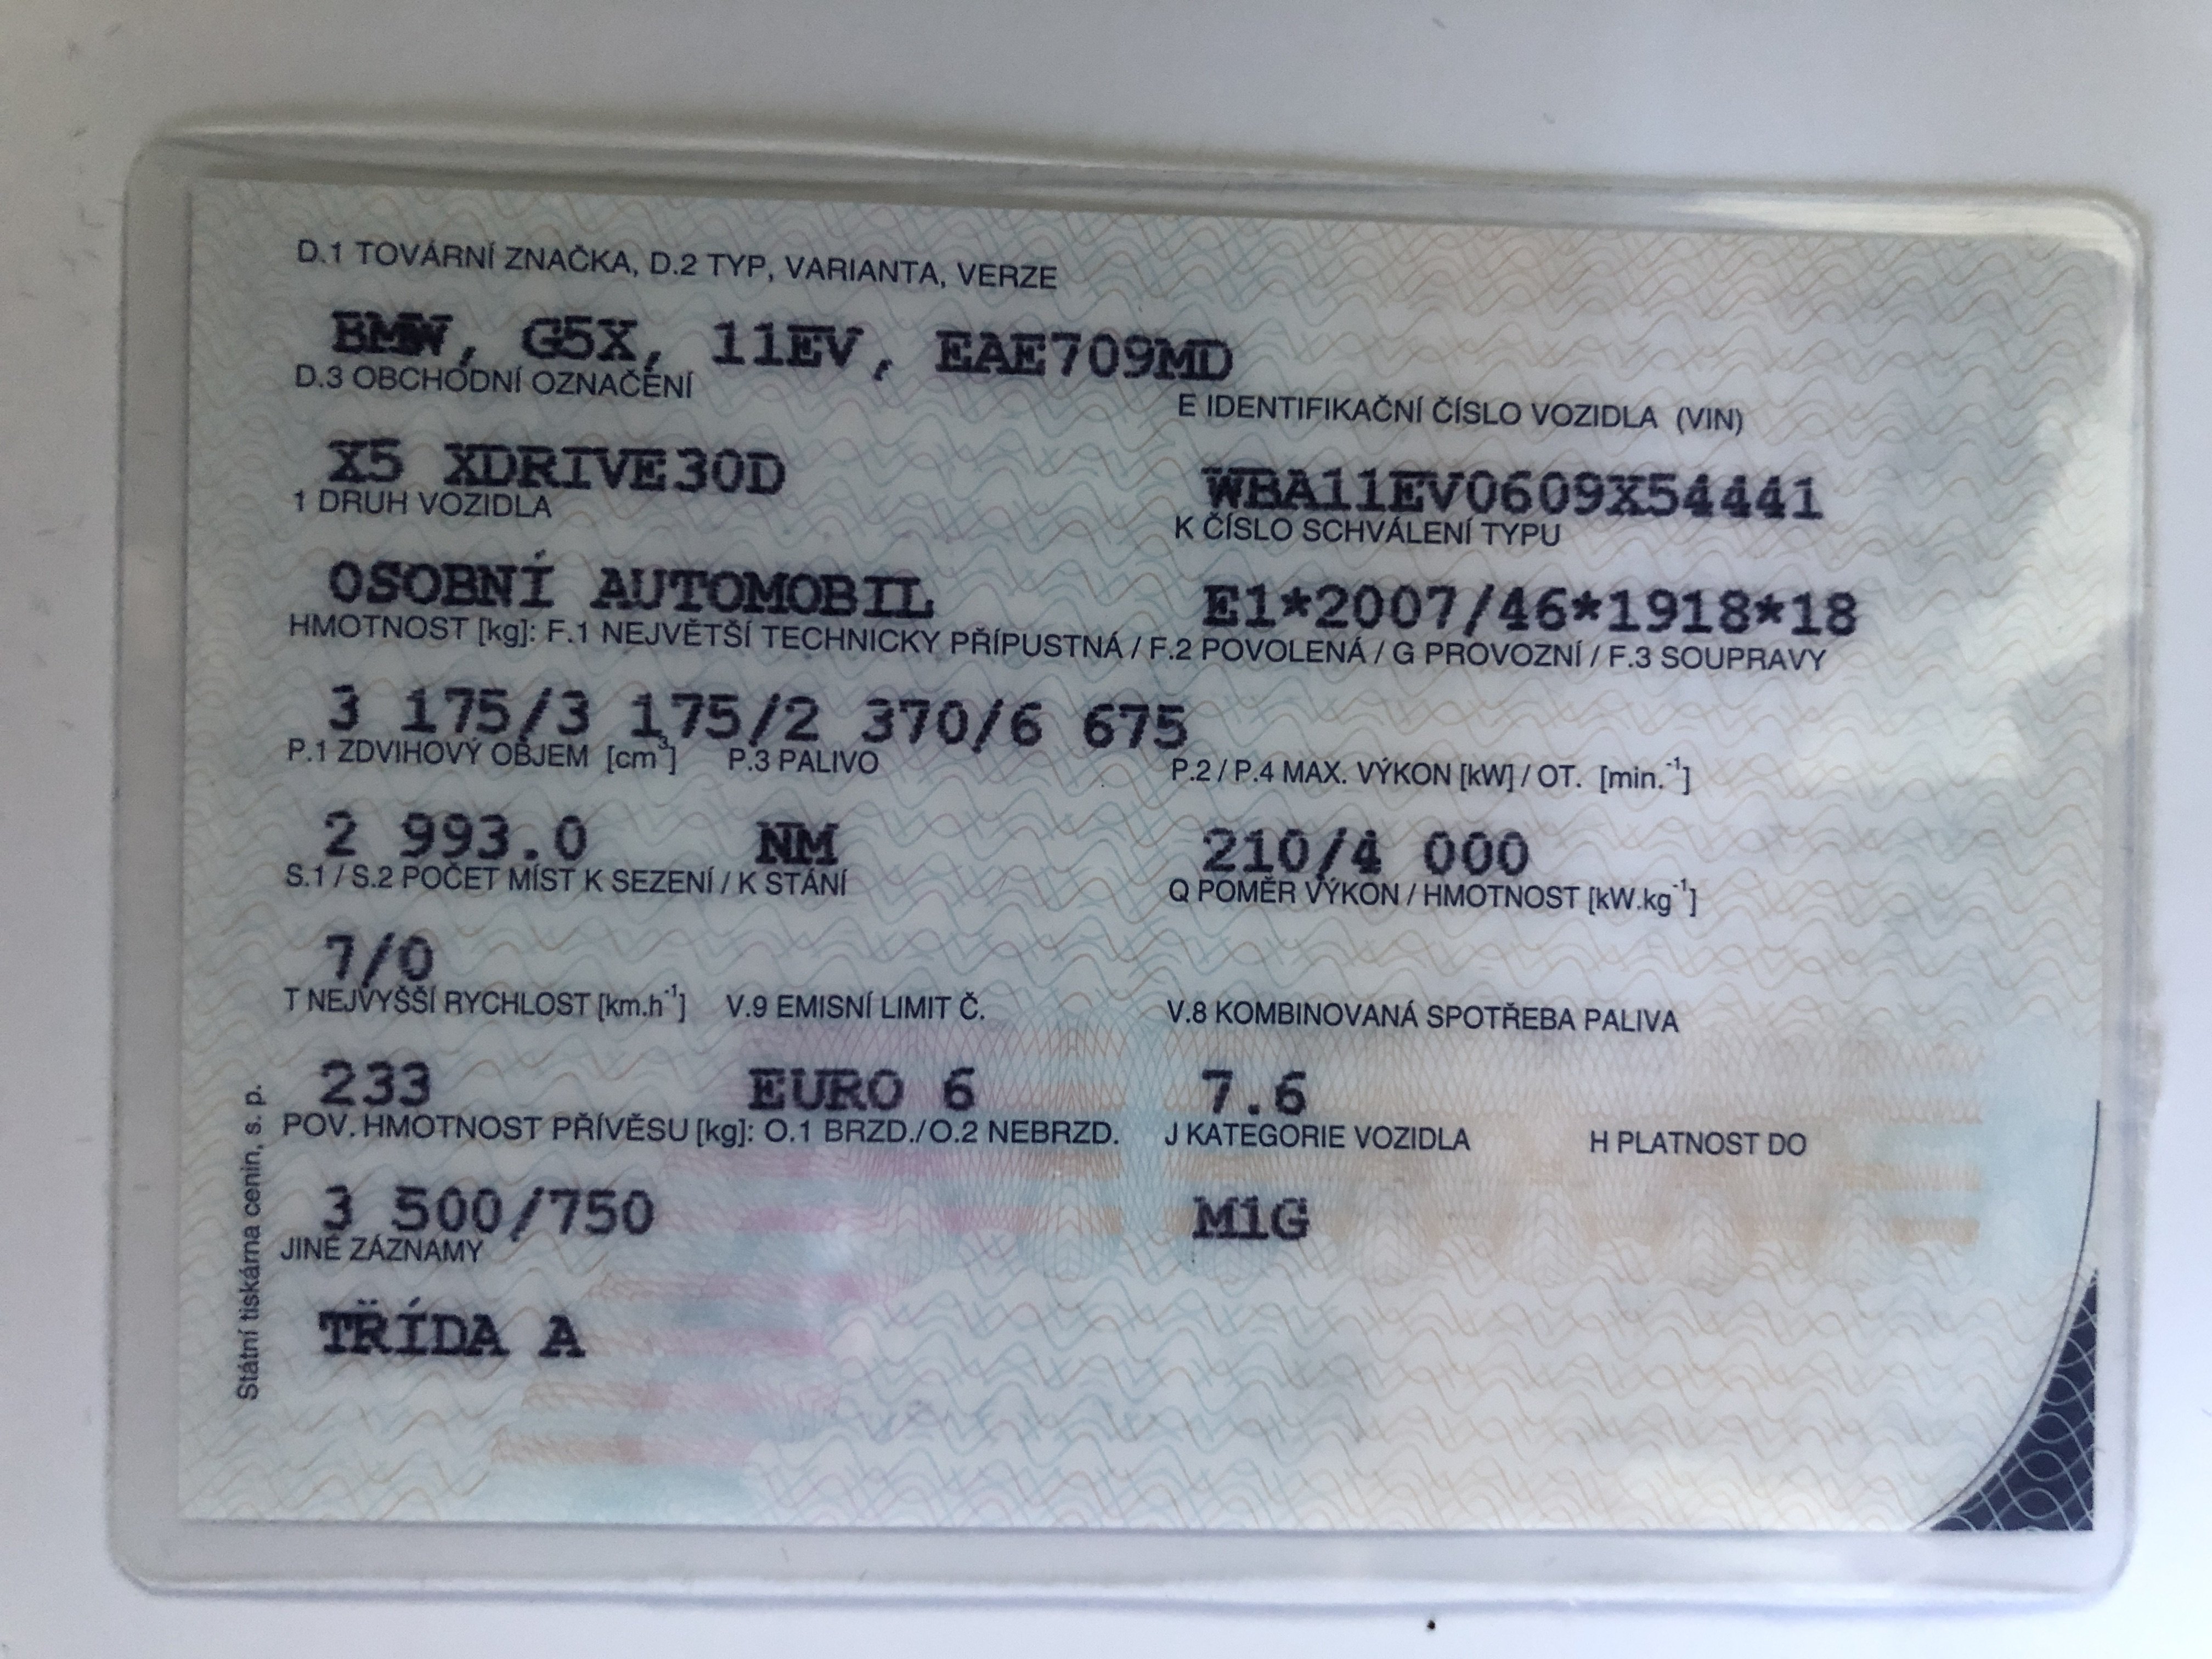 D.1 TOVÁRNÍ ZNAČKA, D.2 TYP, VARIANTA, VERZE
BMW, G5X, 11EV, EAE709MD
D.3 OBCHODNÍ OZNAČENÍ
E IDENTIFIKAČNÍ ČÍSLO VOZIDLA (VIN)
X5 XDRIVE30D
WBA11EV0609X54441
1 DRUH VOZIDLA
K ČÍSLO SCHVÁLENÍ TYPU
OSOBNÍ AUTOMOBIL
E1*2007/46*1918*18
HMOTNOST [kg]: F.1 NEJVĚTŠÍ TECHNICKY PŘÍPUSTNÁ / F.2 POVOLENÁ / G PROVOZNÍ / F.3 SOUPRAVY
3 175/3 175/2 370/6 675
P.1 ZDVIHOVÝ OBJEM [cm³] P.3 PALIVO
P.2 / P.4 MAX. VÝKON [kW] / OT. [min.⁻¹]
2 993.0 NM
210/4 000
S.1 / S.2 POČET MÍST K SEZENÍ / K STÁNÍ
Q POMĚR VÝKON / HMOTNOST [kW.kg⁻¹]
7/0
T NEJVYŠŠÍ RYCHLOST [km.h⁻¹] V.9 EMISNÍ LIMIT Č.
V.8 KOMBINOVANÁ SPOTŘEBA PALIVA
233 EURO 6
7.6
POV. HMOTNOST PŘÍVĚSU [kg]: O.1 BRZD./O.2 NEBRZD.
J KATEGORIE VOZIDLA H PLATNOST DO
3 500/750
M1G
JINÉ ZÁZNAMY
TŘÍDA A
Státní tiskárna cenin, s. p.